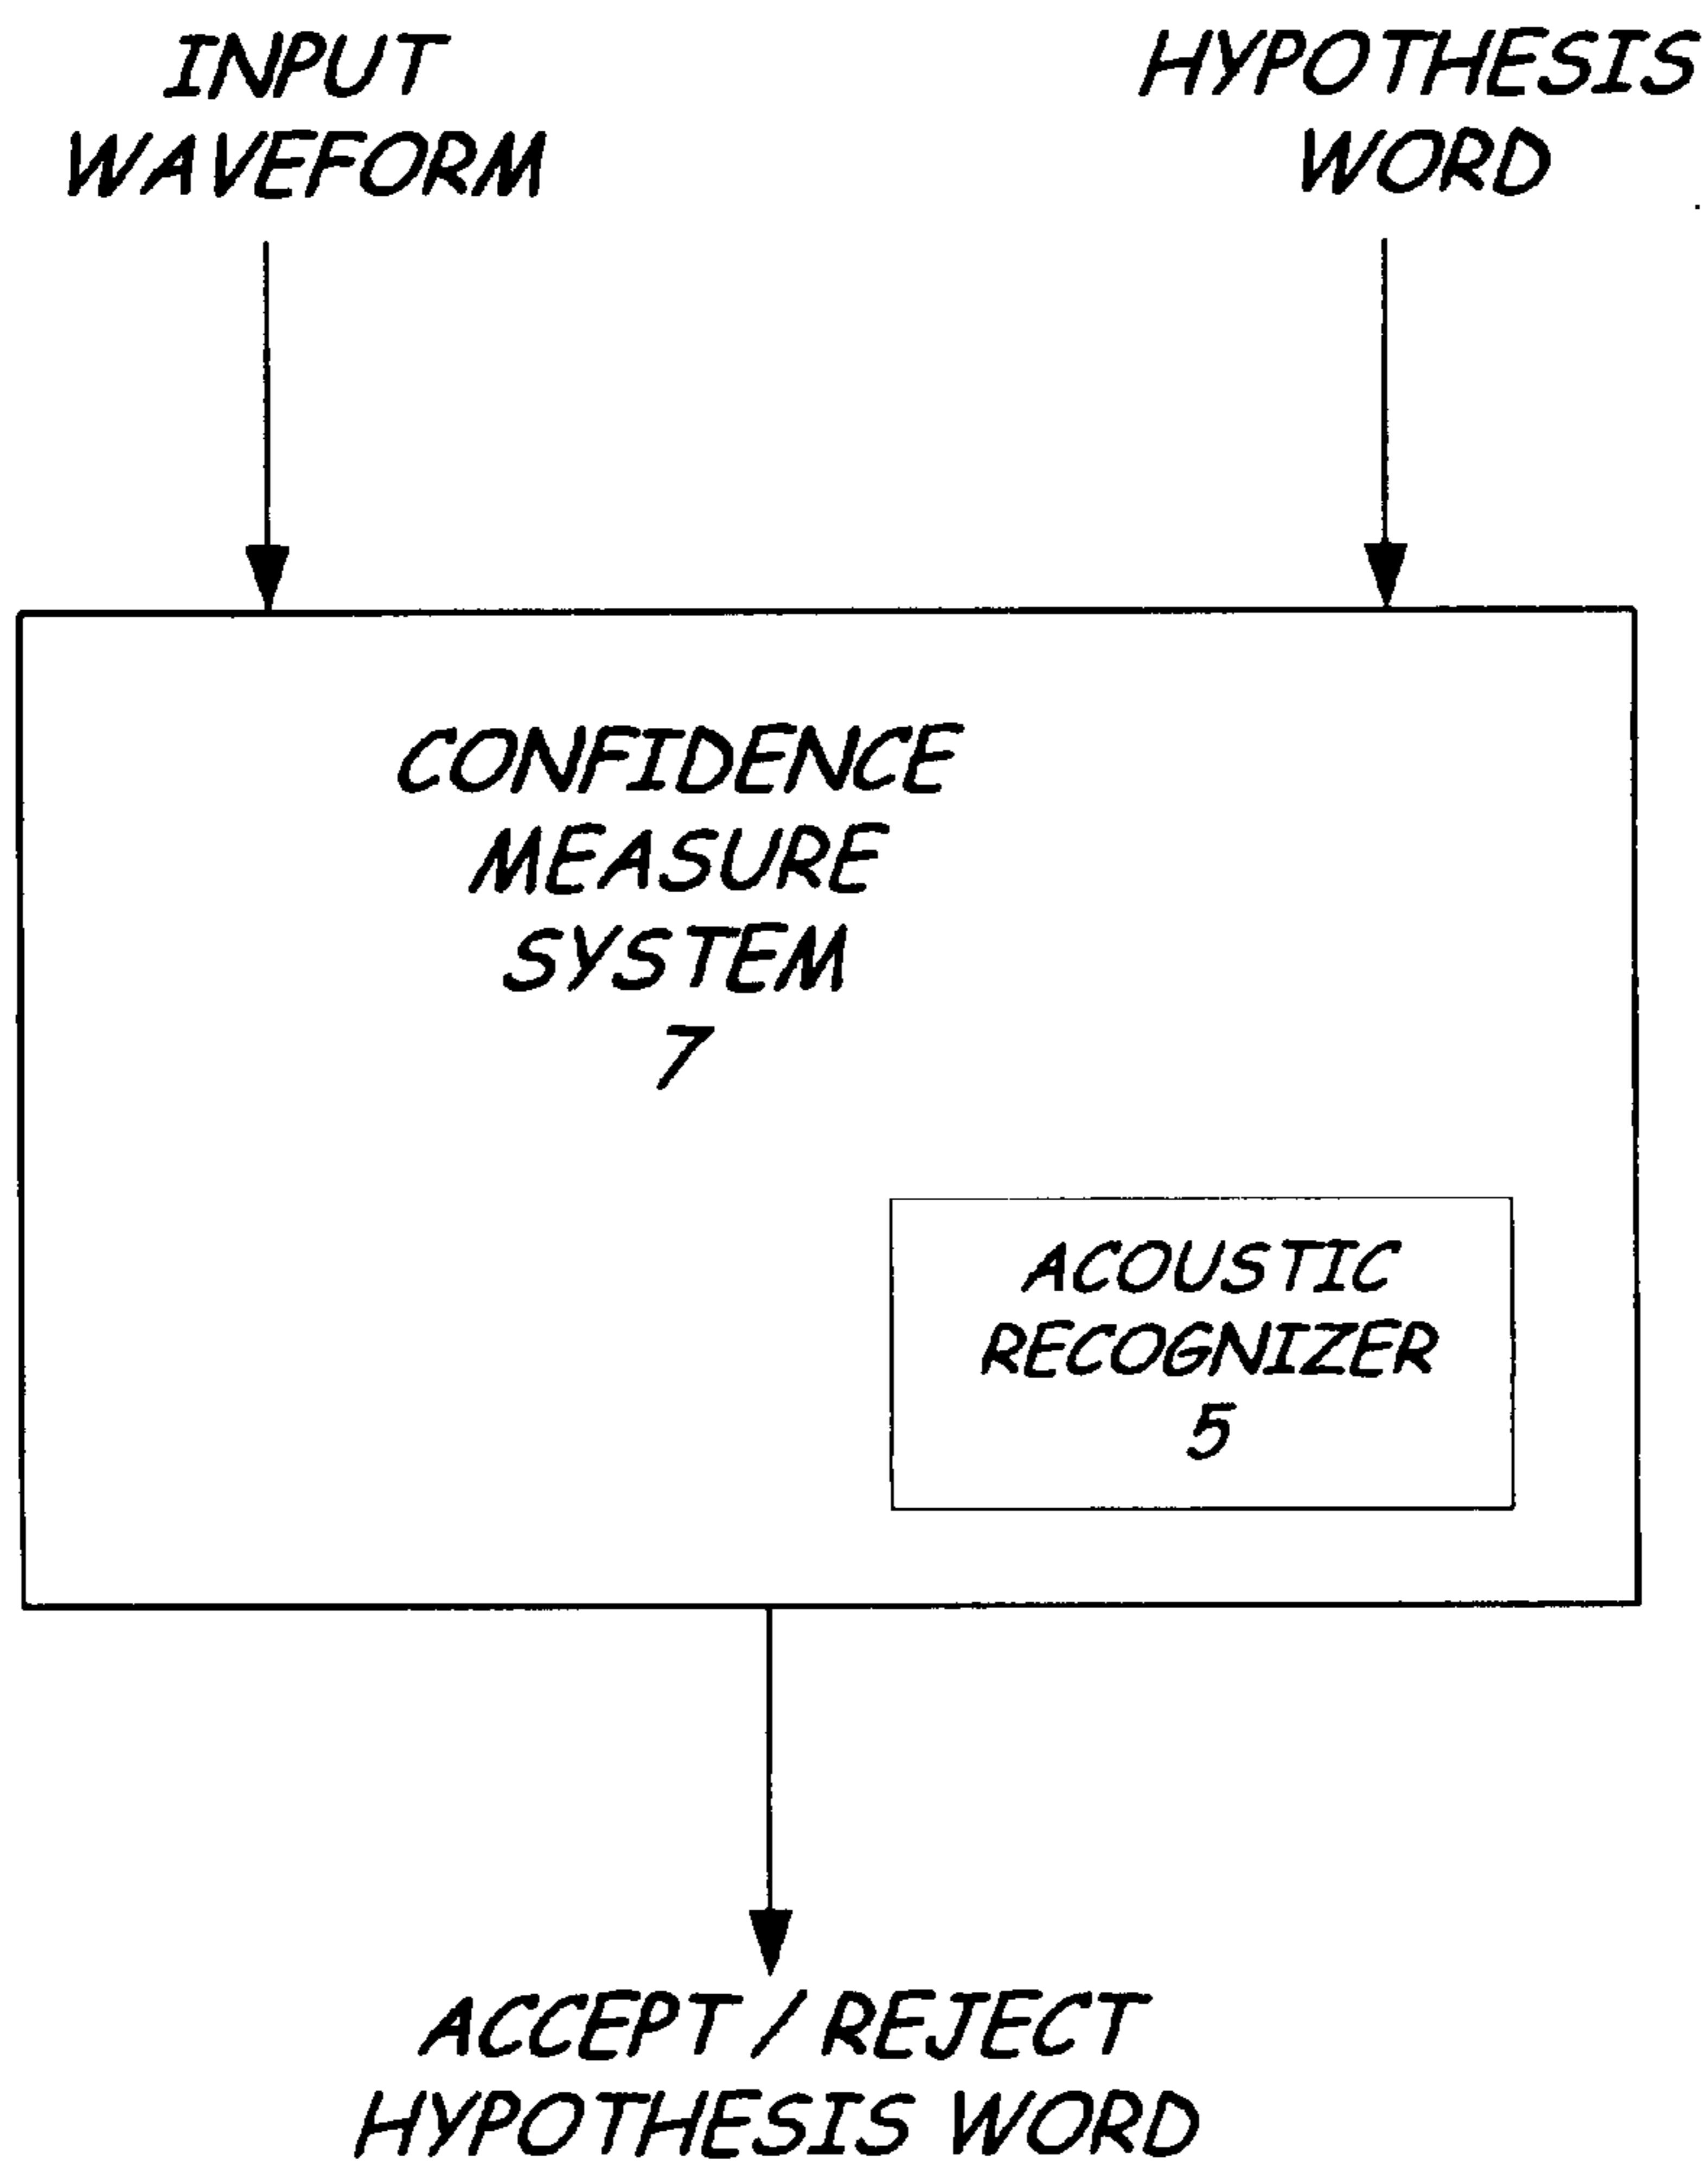 INPUT
WAVEFORM
HYPOTHESIS
WORD
CONFIDENCE
MEASURE
SYSTEM
7
ACOUSTIC
RECOGNIZER
5
ACCEPT / REJECT
HYPOTHESIS WORD